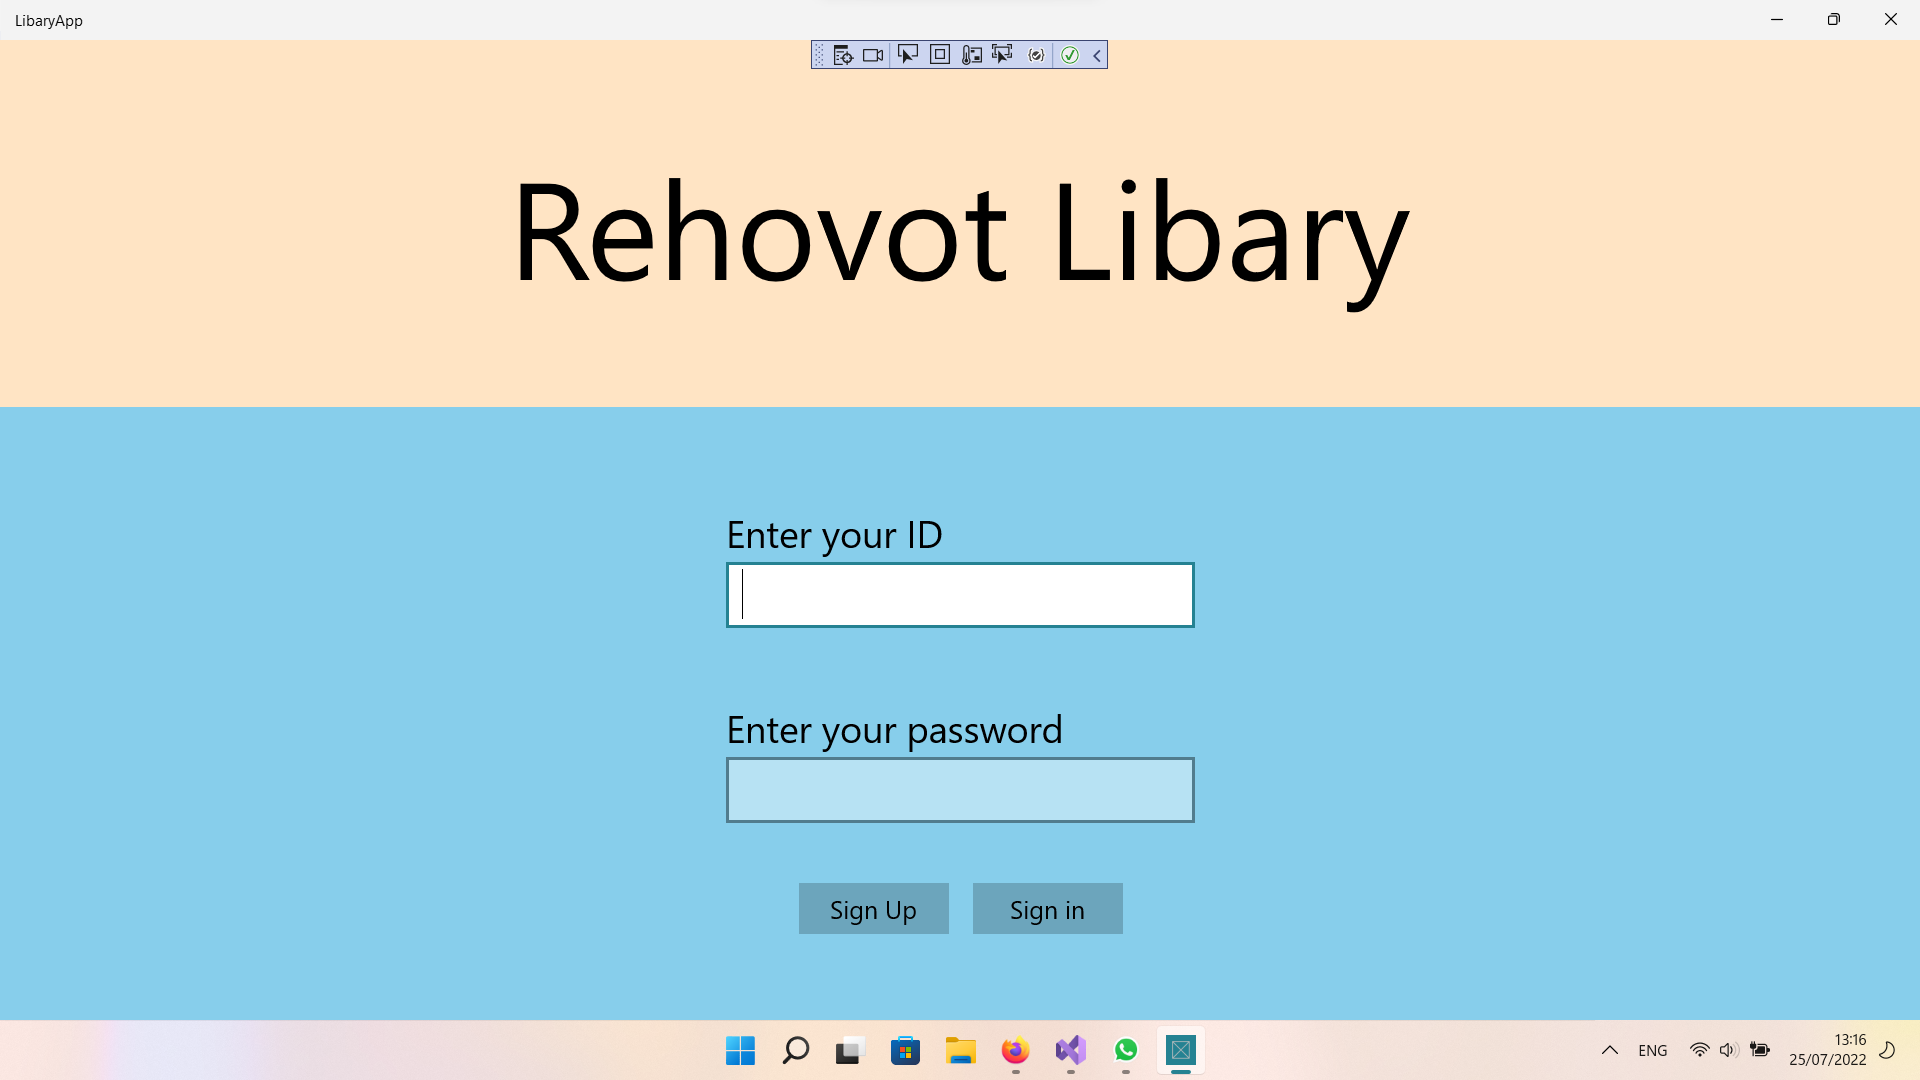 LibaryApp
Rehovot Libary
Enter your ID
Enter your password
Sign Up
Sign in
ENG
13:16
25/07/2022